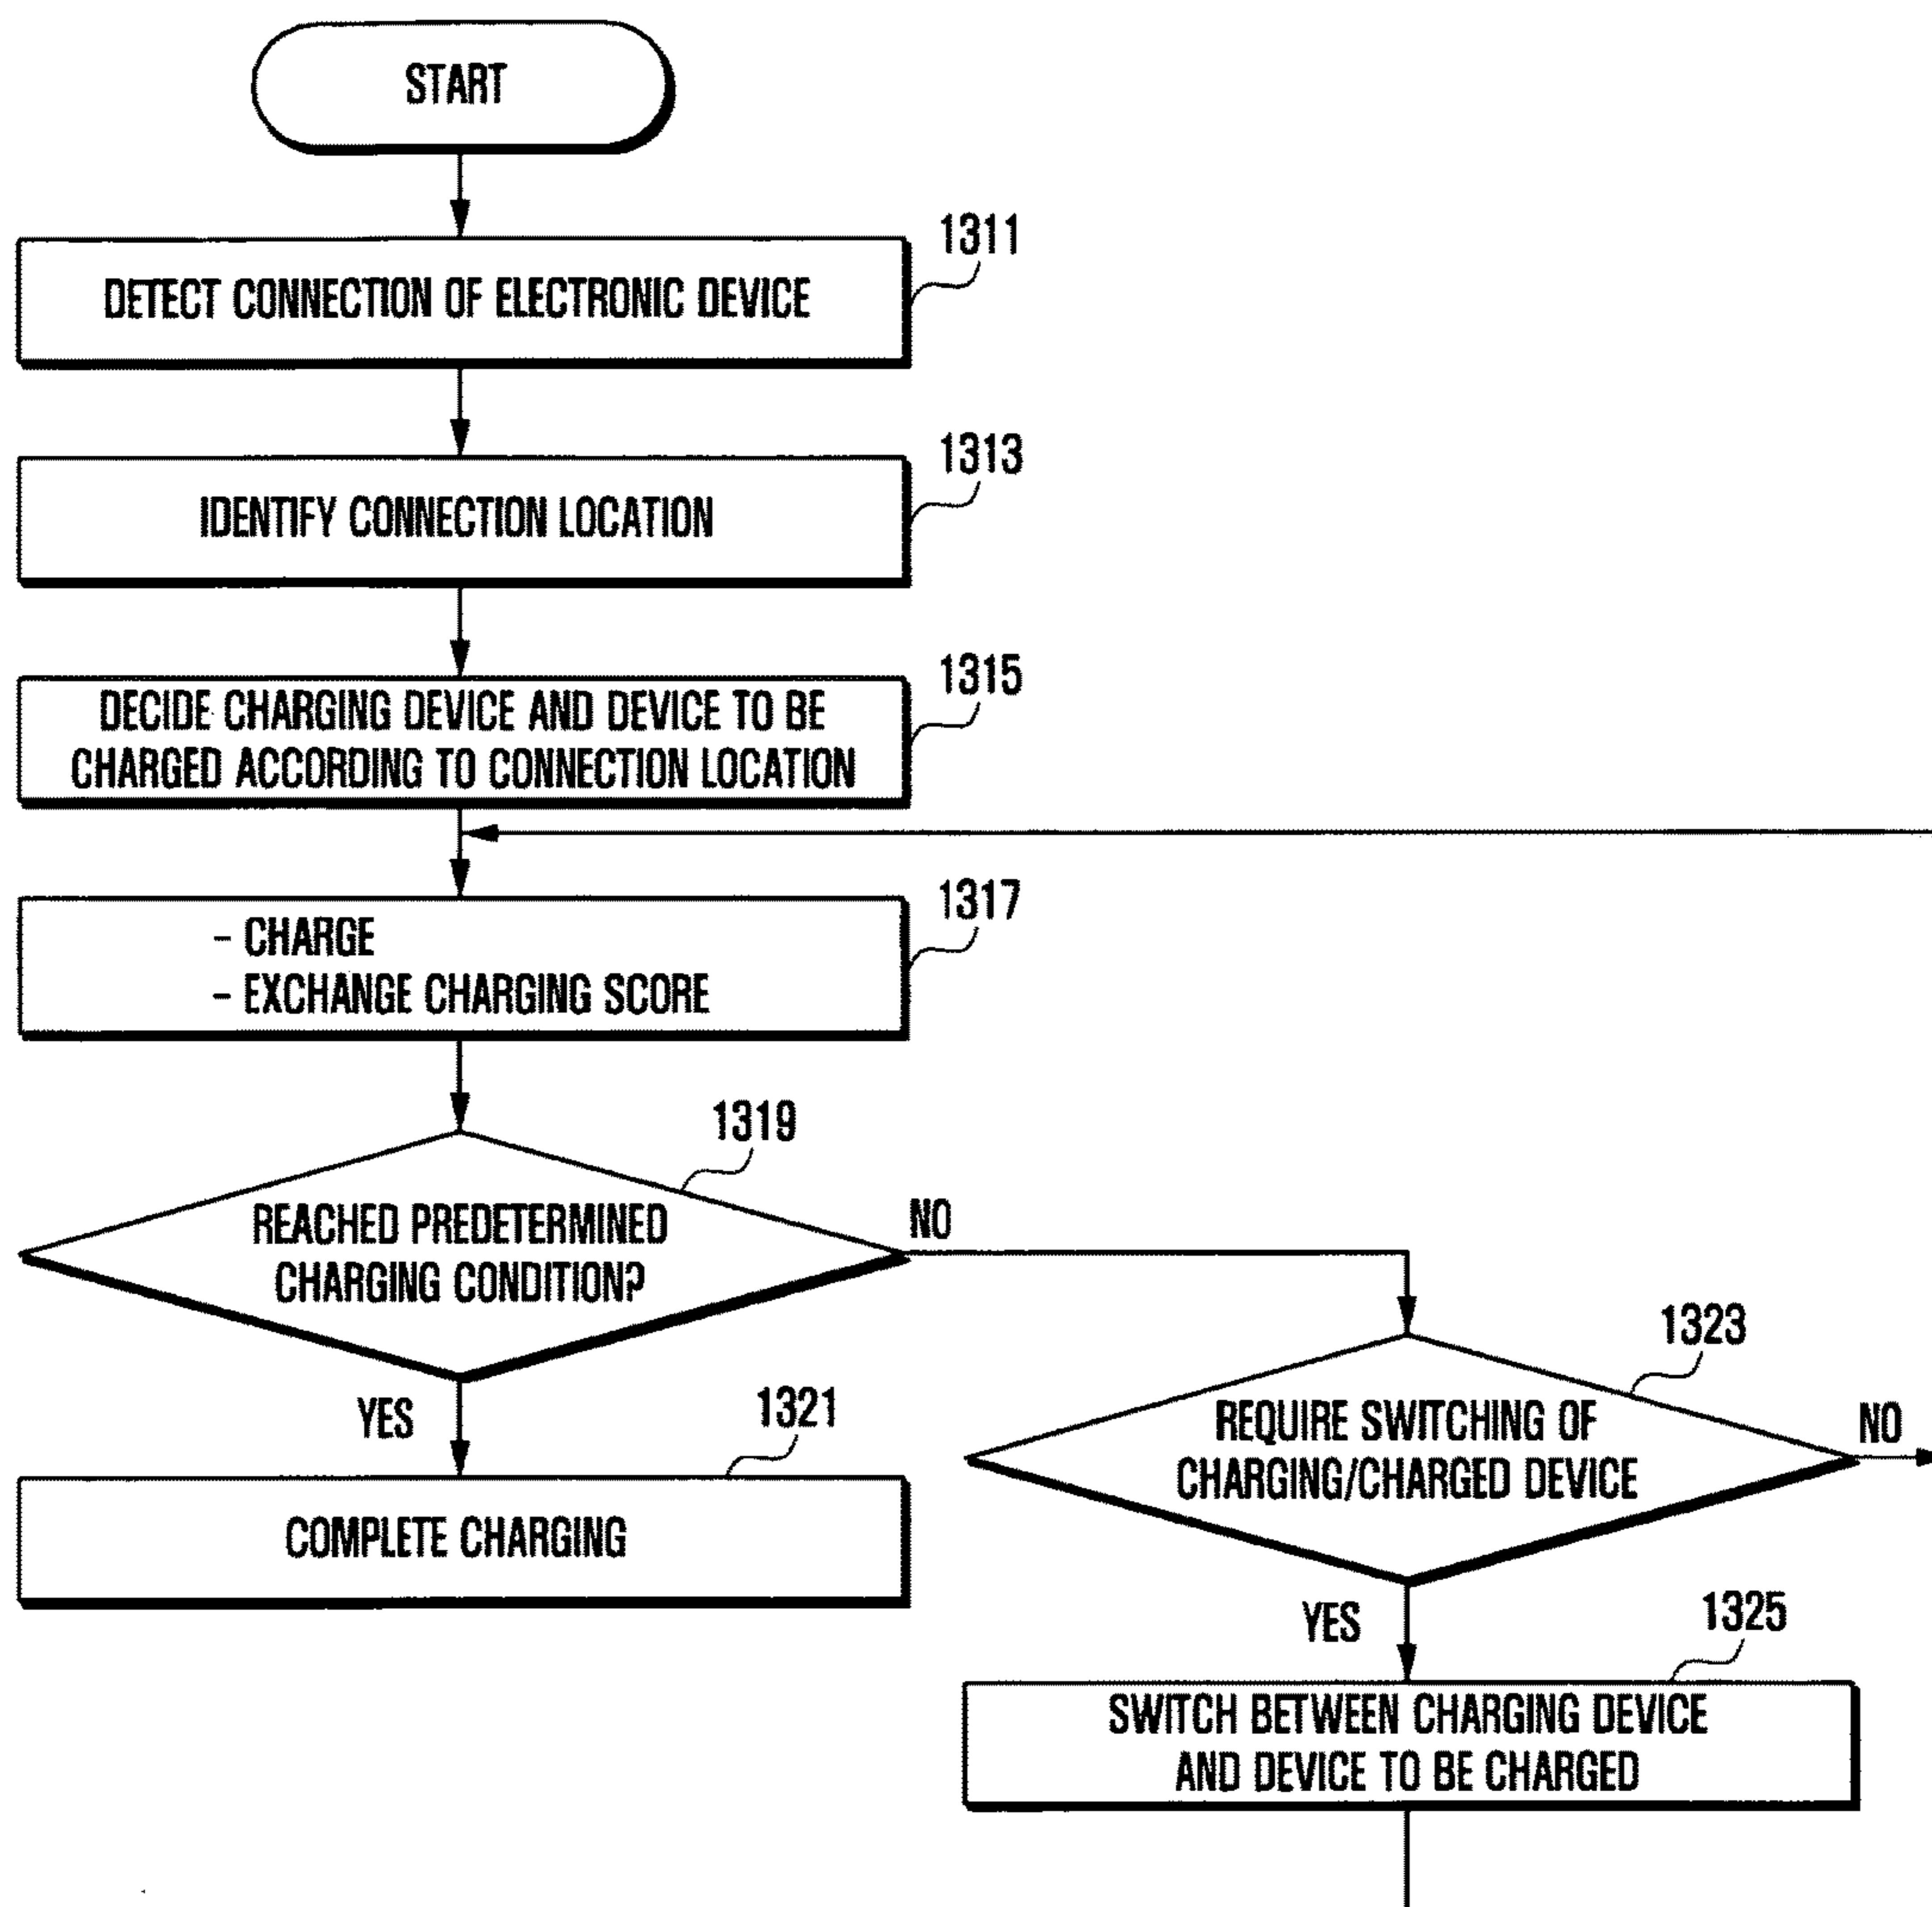 START
1311
DETECT CONNECTION OF ELECTRONIC DEVICE
1313
IDENTIFY CONNECTION LOCATION
1315
DECIDE CHARGING DEVICE AND DEVICE TO BE
CHARGED ACCORDING TO CONNECTION LOCATION
1317
- CHARGE
- EXCHANGE CHARGING SCORE
1319
REACHED PREDETERMINED
CHARGING CONDITION?
NO
YES
1321
COMPLETE CHARGING
1323
REQUIRE SWITCHING OF
CHARGING/CHARGED DEVICE
NO
YES
1325
SWITCH BETWEEN CHARGING DEVICE
AND DEVICE TO BE CHARGED